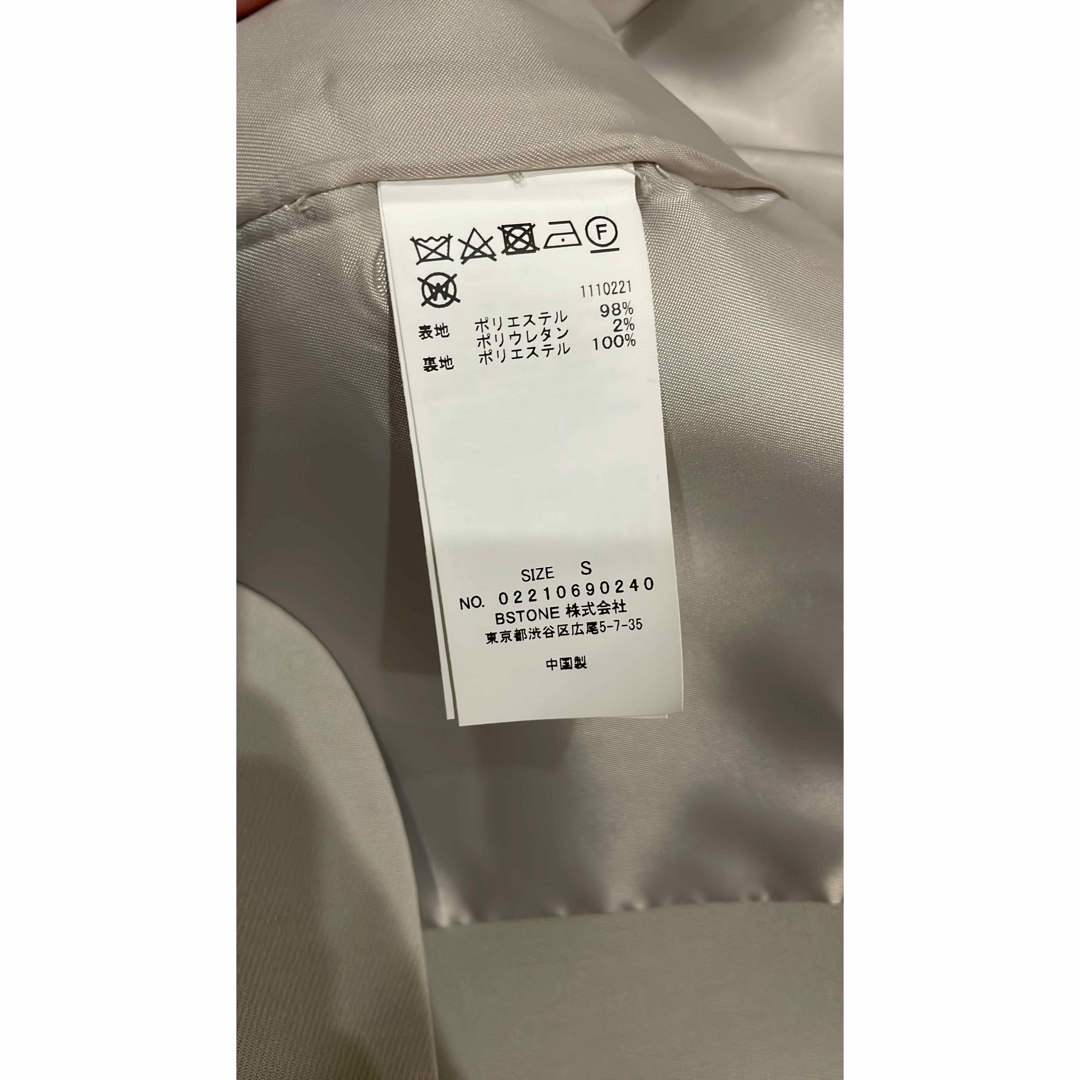 F
W
1110221
表地 ポリエステル 98%
ポリウレタン 2%
裏地 ポリエステル 100%
SIZE S
NO. 02210690240
BSTONE 株式会社
東京都渋谷区広尾5-7-35
中国製